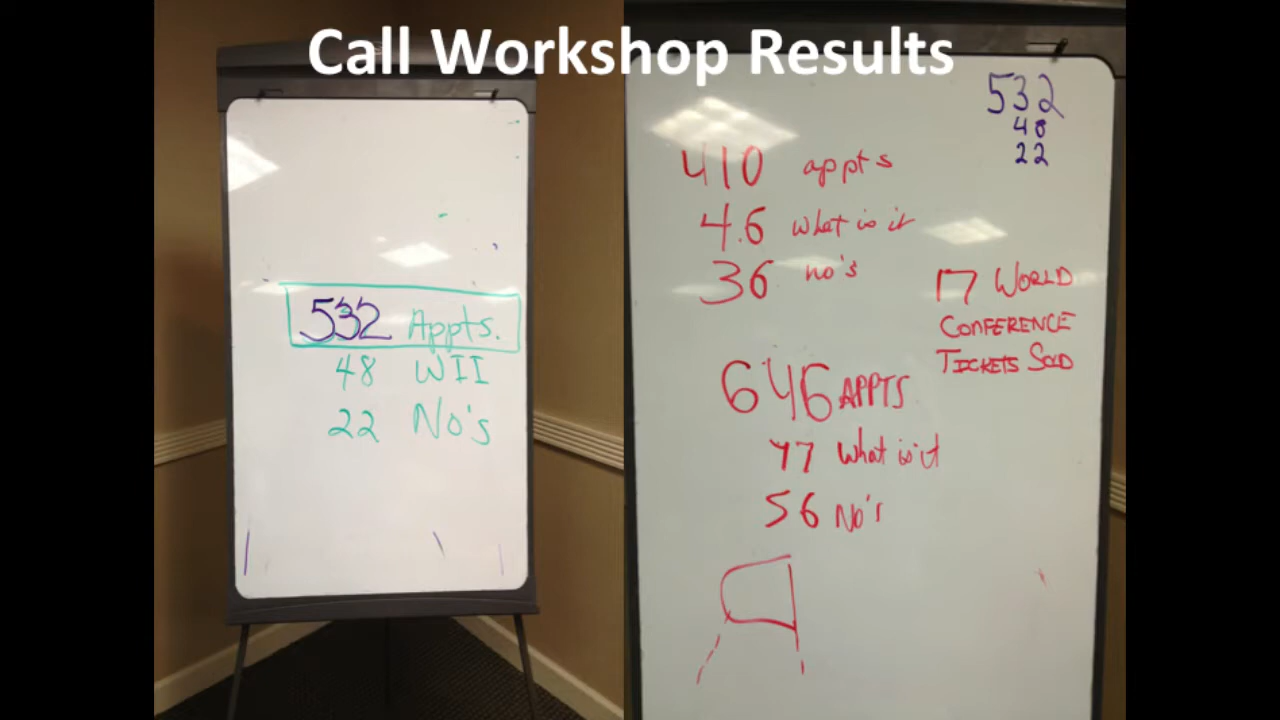 Call Workshop Results
532 Appts.
48 WII
22 No's
532
48
22
410 appts
4.6 what is it
36 no's
17 WORLD
CONFERENCE
TICKETS SOLD
646 APPTS
77 What is it
56 No's